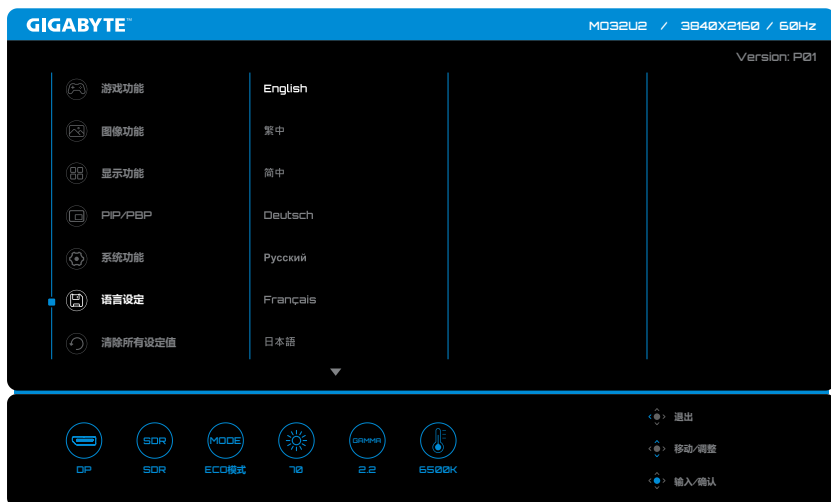 GIGABYTE™
MO32U2 / 3840X2160 / 60Hz
Version: P01
游戏功能
图像功能
显示功能
PIP/PBP
系统功能
语言设定
清除所有设定值
English
繁中
简中
Deutsch
Русский
Français
日本語
SDR
MODE
GAMMA
DP
SDR
ECO模式
70
2.2
6500K
退出
移动/调整
输入/确认